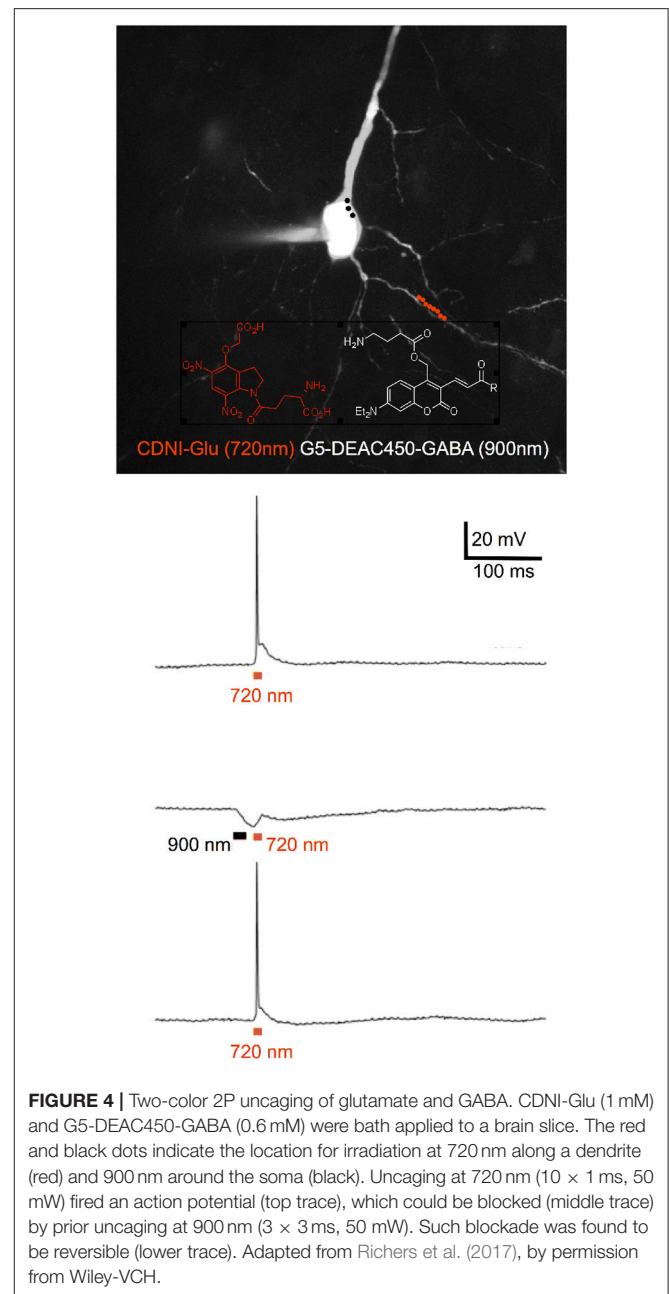 CO₂H
O
NO₂
NH₂
N
CO₂H
NO₂
O
H₂N
O
O
O
R
Et₂N
O
O
CDNI-Glu (720nm) G5-DEAC450-GABA (900nm)
20 mV
100 ms
720 nm
900 nm 720 nm
720 nm
FIGURE 4 | Two-color 2P uncaging of glutamate and GABA. CDNI-Glu (1 mM)
and G5-DEAC450-GABA (0.6 mM) were bath applied to a brain slice. The red
and black dots indicate the location for irradiation at 720 nm along a dendrite
(red) and 900 nm around the soma (black). Uncaging at 720 nm (10 × 1 ms, 50
mW) fired an action potential (top trace), which could be blocked (middle trace)
by prior uncaging at 900 nm (3 × 3 ms, 50 mW). Such blockade was found to
be reversible (lower trace). Adapted from Richers et al. (2017), by permission
from Wiley-VCH.